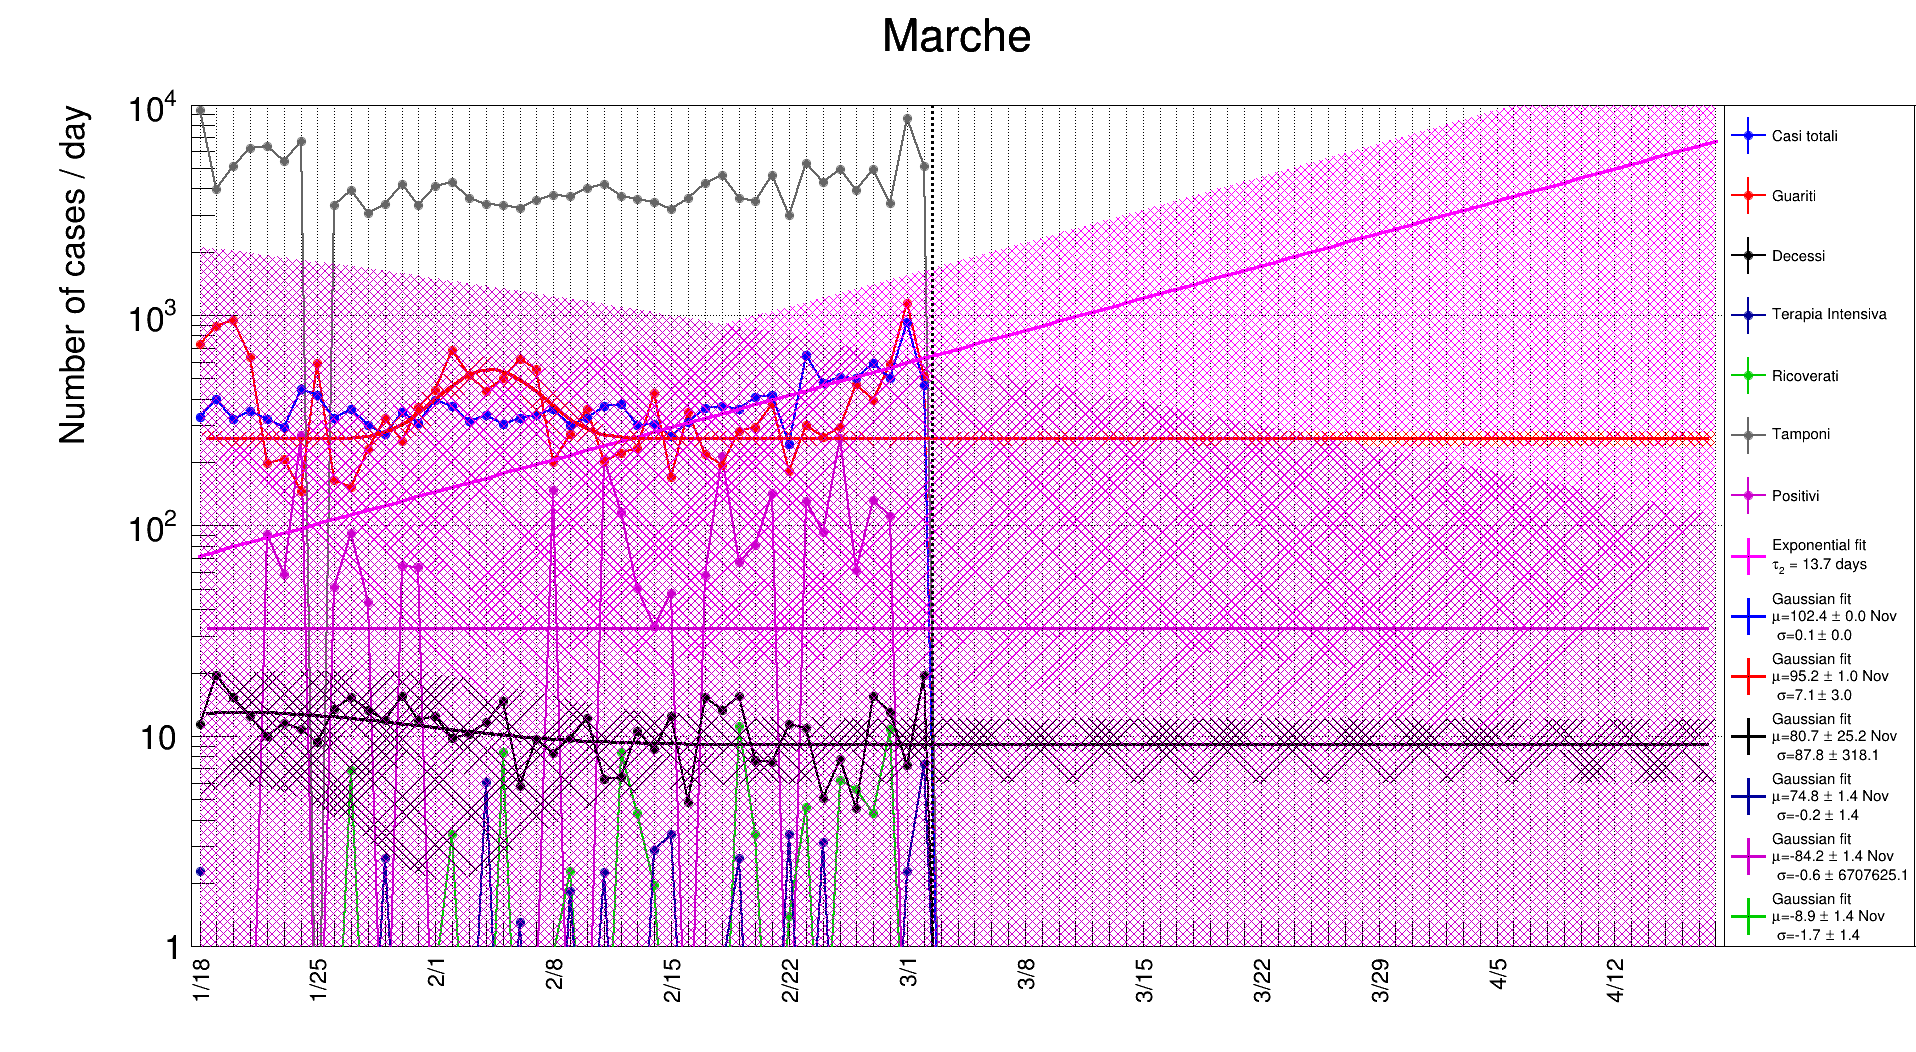 Marche
Number of cases / day
10^4
10^3
10^2
10
1
1/18
1/25
2/1
2/8
2/15
2/22
3/1
3/8
3/15
3/22
3/29
4/5
4/12
Casi totali
Guariti
Decessi
Terapia Intensiva
Ricoverati
Tamponi
Positivi
Exponential fit
τ2 = 13.7 days
Gaussian fit
μ=102.4 ± 0.0 Nov
σ=0.1 ± 0.0
Gaussian fit
μ=95.2 ± 1.0 Nov
σ=7.1 ± 3.0
Gaussian fit
μ=80.7 ± 25.2 Nov
σ=87.8 ± 318.1
Gaussian fit
μ=74.8 ± 1.4 Nov
σ=-0.2 ± 1.4
Gaussian fit
μ=-84.2 ± 1.4 Nov
σ=-0.6 ± 6707625.1
Gaussian fit
μ=-8.9 ± 1.4 Nov
σ=-1.7 ± 1.4